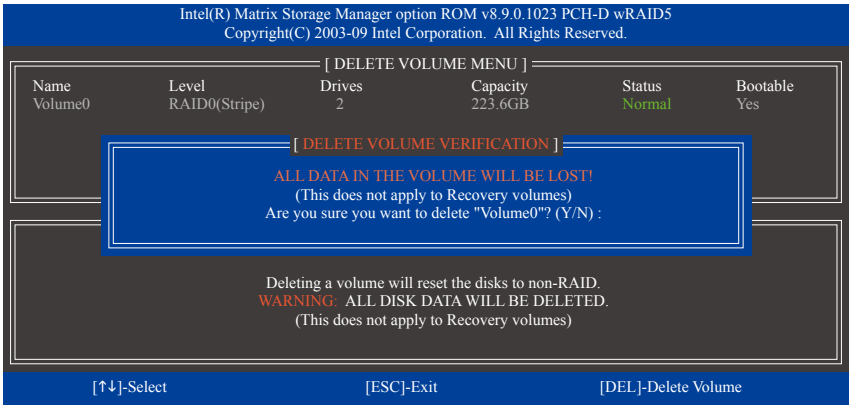 Intel(R) Matrix Storage Manager option ROM v8.9.0.1023 PCH-D wRAID5
Copyright(C) 2003-09 Intel Corporation. All Rights Reserved.
[ DELETE VOLUME MENU ]
Name Level Drives Capacity Status Bootable
Volume0 RAID0(Stripe) 2 223.6GB Normal Yes
[ DELETE VOLUME VERIFICATION ]
ALL DATA IN THE VOLUME WILL BE LOST!
(This does not apply to Recovery volumes)
Are you sure you want to delete "Volume0"? (Y/N) :
Deleting a volume will reset the disks to non-RAID.
WARNING: ALL DISK DATA WILL BE DELETED.
(This does not apply to Recovery volumes)
[↑↓]-Select [ESC]-Exit [DEL]-Delete Volume